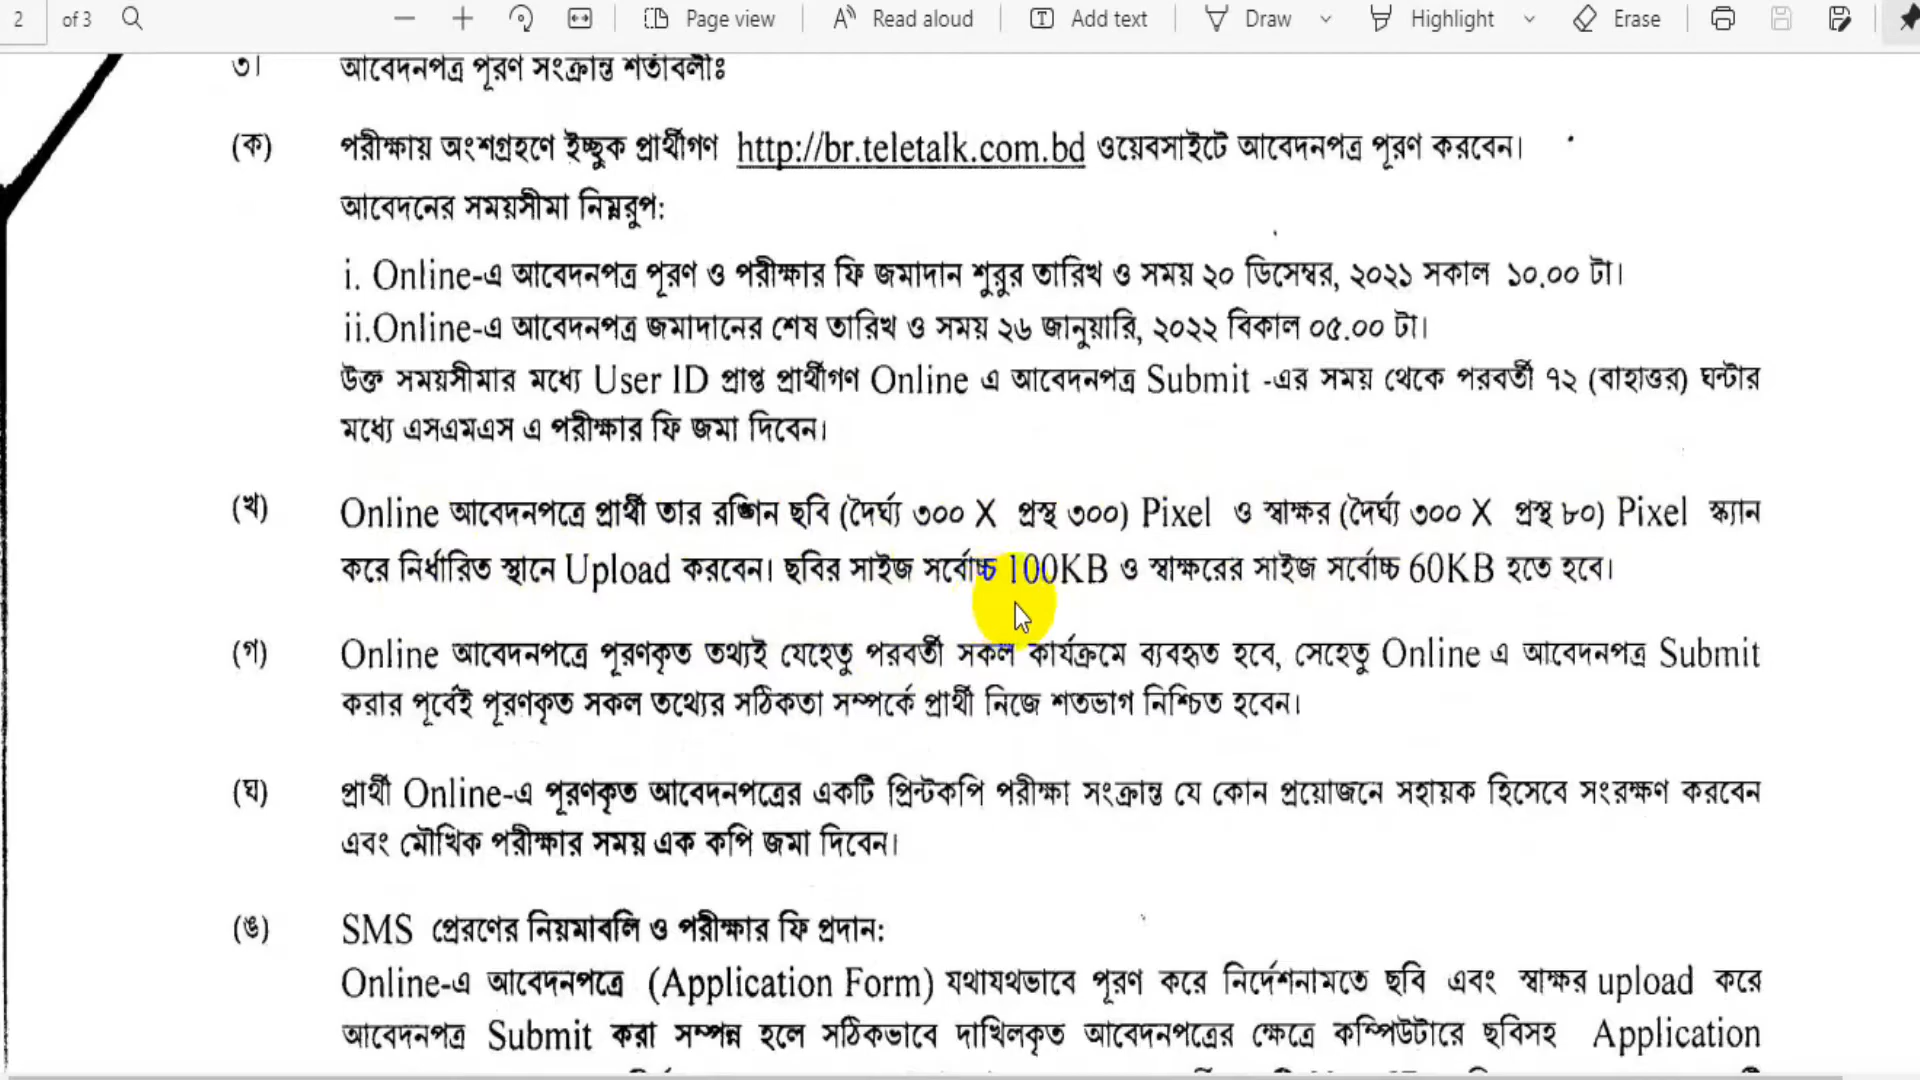 2 of 3 Page view Read aloud Add text Draw Highlight Erase
৩। আবেদনপত্র পূরণ সংক্রান্ত শর্তাবলীঃ
(ক) পরীক্ষায় অংশগ্রহণে ইচ্ছুক প্রার্থীগণ http://br.teletalk.com.bd ওয়েবসাইটে আবেদনপত্র পূরণ করবেন।
আবেদনের সময়সীমা নিম্নরুপ:
i. Online-এ আবেদনপত্র পূরণ ও পরীক্ষার ফি জমাদান শুরুর তারিখ ও সময় ২০ ডিসেম্বর, ২০২১ সকাল ১০.০০ টা।
ii.Online-এ আবেদনপত্র জমাদানের শেষ তারিখ ও সময় ২৬ জানুয়ারি, ২০২২ বিকাল ০৫.০০ টা।
উক্ত সময়সীমার মধ্যে User ID প্রাপ্ত প্রার্থীগণ Online এ আবেদনপত্র Submit -এর সময় থেকে পরবর্তী ৭২ (বাহাত্তর) ঘন্টার
মধ্যে এসএমএস এ পরীক্ষার ফি জমা দিবেন।
(খ) Online আবেদনপত্রে প্রার্থী তার রঙ্গিন ছবি (দৈর্ঘ্য ৩০০ X প্রস্থ ৩০০) Pixel ও স্বাক্ষর (দৈর্ঘ্য ৩০০ X প্রস্থ ৮০) Pixel স্ক্যান
করে নির্ধারিত স্থানে Upload করবেন। ছবির সাইজ সর্বোচ্চ 100KB ও স্বাক্ষরের সাইজ সর্বোচ্চ 60KB হতে হবে।
(গ) Online আবেদনপত্রে পূরণকৃত তথ্যই যেহেতু পরবর্তী সকল কার্যক্রমে ব্যবহৃত হবে, সেহেতু Online এ আবেদনপত্র Submit
করার পূর্বেই পূরণকৃত সকল তথ্যের সঠিকতা সম্পর্কে প্রার্থী নিজে শতভাগ নিশ্চিত হবেন।
(ঘ) প্রার্থী Online-এ পূরণকৃত আবেদনপত্রের একটি প্রিন্টকপি পরীক্ষা সংক্রান্ত যে কোন প্রয়োজনে সহায়ক হিসেবে সংরক্ষণ করবেন
এবং মৌখিক পরীক্ষার সময় এক কপি জমা দিবেন।
(ঙ) SMS প্রেরণের নিয়মাবলি ও পরীক্ষার ফি প্রদান:
Online-এ আবেদনপত্রে (Application Form) যথাযথভাবে পূরণ করে নির্দেশনামতে ছবি এবং স্বাক্ষর upload করে
আবেদনপত্র Submit করা সম্পন্ন হলে সঠিকভাবে দাখিলকৃত আবেদনপত্রের ক্ষেত্রে কম্পিউটারে ছবিসহ Application